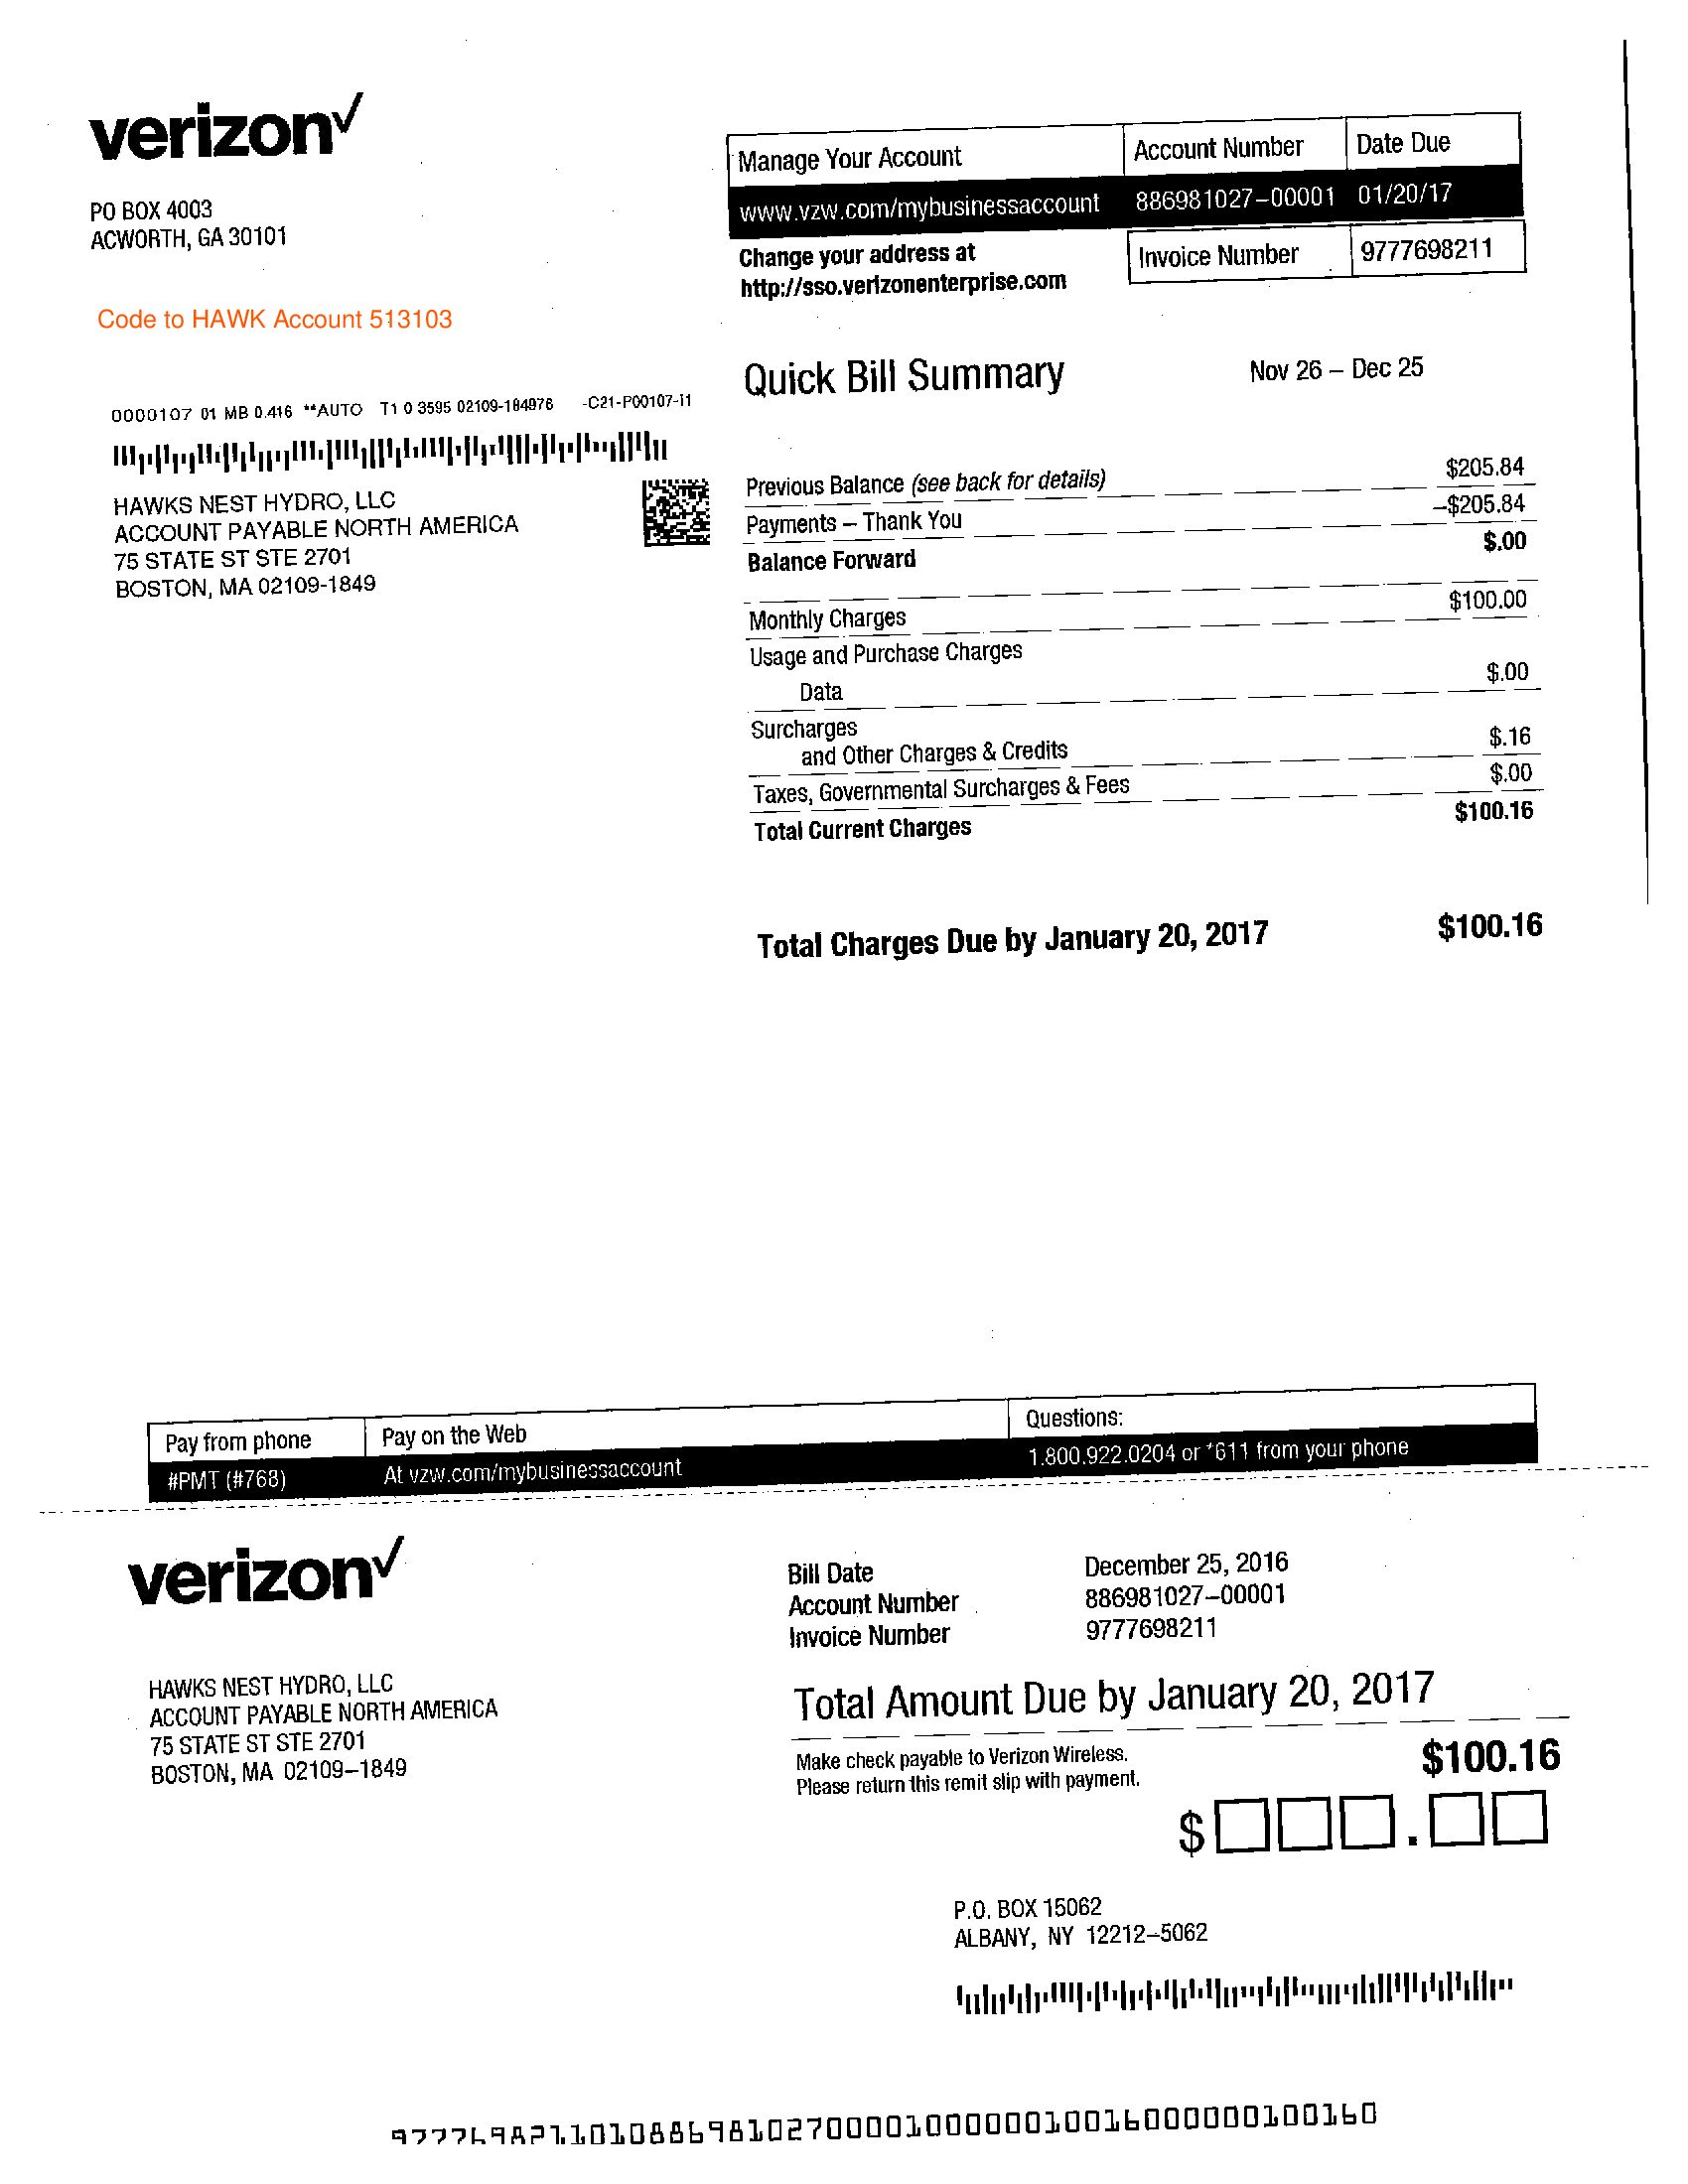 verizon✓
PO BOX 4003
ACWORTH, GA 30101
Code to HAWK Account 513103
0000107 01 MB 0.416 **AUTO T1 0 3595 02109-184976 -C21-P00107-I1
HAWKS NEST HYDRO, LLC
ACCOUNT PAYABLE NORTH AMERICA
75 STATE ST STE 2701
BOSTON, MA 02109-1849
Manage Your Account Account Number Date Due
www.vzw.com/mybusinessaccount 886981027-00001 01/20/17
Change your address at
http://sso.verizonenterprise.com
Invoice Number 9777698211
Quick Bill Summary Nov 26 – Dec 25
Previous Balance (see back for details) $205.84
Payments – Thank You –$205.84
Balance Forward $.00
Monthly Charges $100.00
Usage and Purchase Charges
Data $.00
Surcharges
and Other Charges & Credits $.16
Taxes, Governmental Surcharges & Fees $.00
Total Current Charges $100.16
Total Charges Due by January 20, 2017 $100.16
Pay from phone Pay on the Web Questions:
#PMT (#768) At vzw.com/mybusinessaccount 1.800.922.0204 or *611 from your phone
verizon✓
HAWKS NEST HYDRO, LLC
ACCOUNT PAYABLE NORTH AMERICA
75 STATE ST STE 2701
BOSTON, MA 02109–1849
Bill Date December 25, 2016
Account Number 886981027–00001
Invoice Number 9777698211
Total Amount Due by January 20, 2017
Make check payable to Verizon Wireless.
Please return this remit slip with payment.
$100.16
$ .
P.O. BOX 15062
ALBANY, NY 12212–5062
9777698211010886981027000010000001001600000010016​0